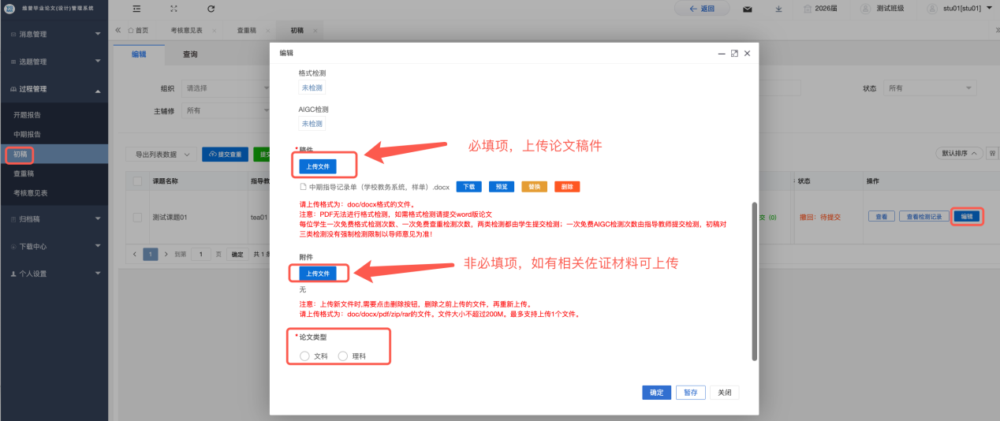 维普毕业论文(设计)管理系统
返回
2026届
测试班级
stu01[stu01]
消息管理
选题管理
过程管理
开题报告
中期报告
初稿
查重稿
考核意见表
归档稿
下载中心
个人设置
首页
考核意见表
查重稿
初稿
编辑
查询
组织
请选择
状态
所有
主辅修
所有
导出列表数据
提交查重
提交
默认排序
课题名称
指导教
状态
操作
测试课题01
tea01
交 (0)
撤回：待提交
查看
查看检测记录
编辑
1
到第
1
页
确定
共 1 条
编辑
格式检测
未检测
AIGC检测
未检测
*稿件
上传文件
必填项，上传论文稿件
中期指导记录单（学校教务系统，样单）.docx
下载
预览
替换
删除
请上传格式为：doc/docx格式的文件。
注意：PDF无法进行格式检测，如需格式检测请提交word版论文
每位学生一次免费格式检测次数、一次免费查重检测次数，两类检测都由学生提交检测；一次免费AIGC检测次数由指导教师提交检测，初稿对
三类检测没有强制检测限制以导师意见为准！
附件
上传文件
非必填项，如有相关佐证材料可上传
无
注意：上传新文件时,需要点击删除按钮，删除之前上传的文件，再重新上传。
请上传格式为：doc/docx/pdf/zip/rar的文件。文件大小不超过200M。最多支持上传1个文件。
*论文类型
文科
理科
确定
暂存
关闭